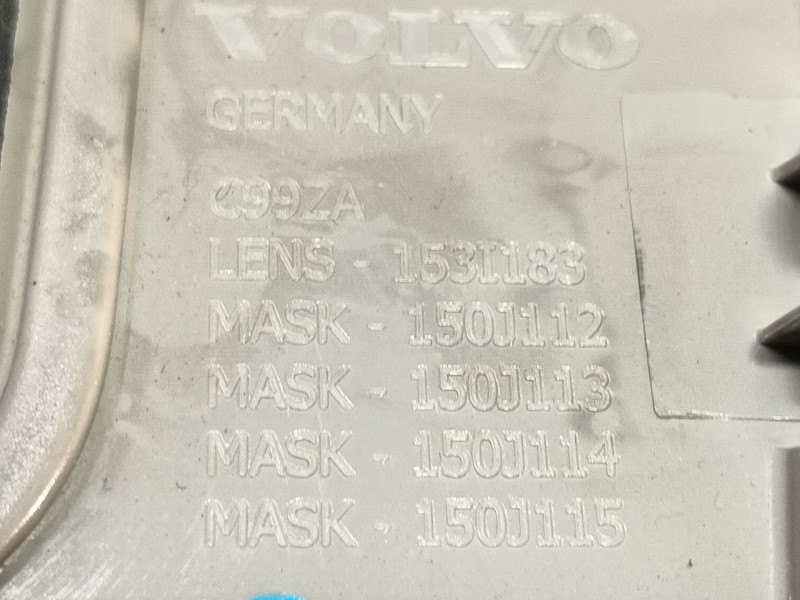 VOLVO
GERMANY
C99ZA
LENS - 153I183
MASK - 150J112
MASK - 150J113
MASK - 150J114
MASK - 150J115